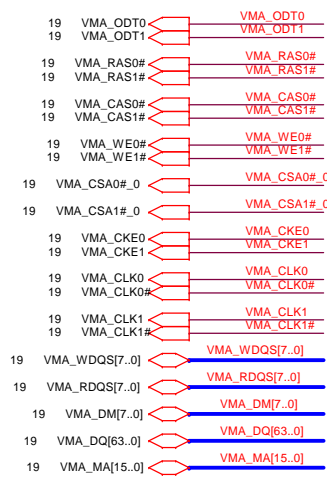 19 VMA_ODT0 VMA_ODT0
19 VMA_ODT1 VMA_ODT1
19 VMA_RAS0# VMA_RAS0#
19 VMA_RAS1# VMA_RAS1#
19 VMA_CAS0# VMA_CAS0#
19 VMA_CAS1# VMA_CAS1#
19 VMA_WE0# VMA_WE0#
19 VMA_WE1# VMA_WE1#
19 VMA_CSA0#_0 VMA_CSA0#_0
19 VMA_CSA1#_0 VMA_CSA1#_0
19 VMA_CKE0 VMA_CKE0
19 VMA_CKE1 VMA_CKE1
19 VMA_CLK0 VMA_CLK0
19 VMA_CLK0# VMA_CLK0#
19 VMA_CLK1 VMA_CLK1
19 VMA_CLK1# VMA_CLK1#
19 VMA_WDQS[7..0] VMA_WDQS[7..0]
19 VMA_RDQS[7..0] VMA_RDQS[7..0]
19 VMA_DM[7..0] VMA_DM[7..0]
19 VMA_DQ[63..0] VMA_DQ[63..0]
19 VMA_MA[15..0] VMA_MA[15..0]